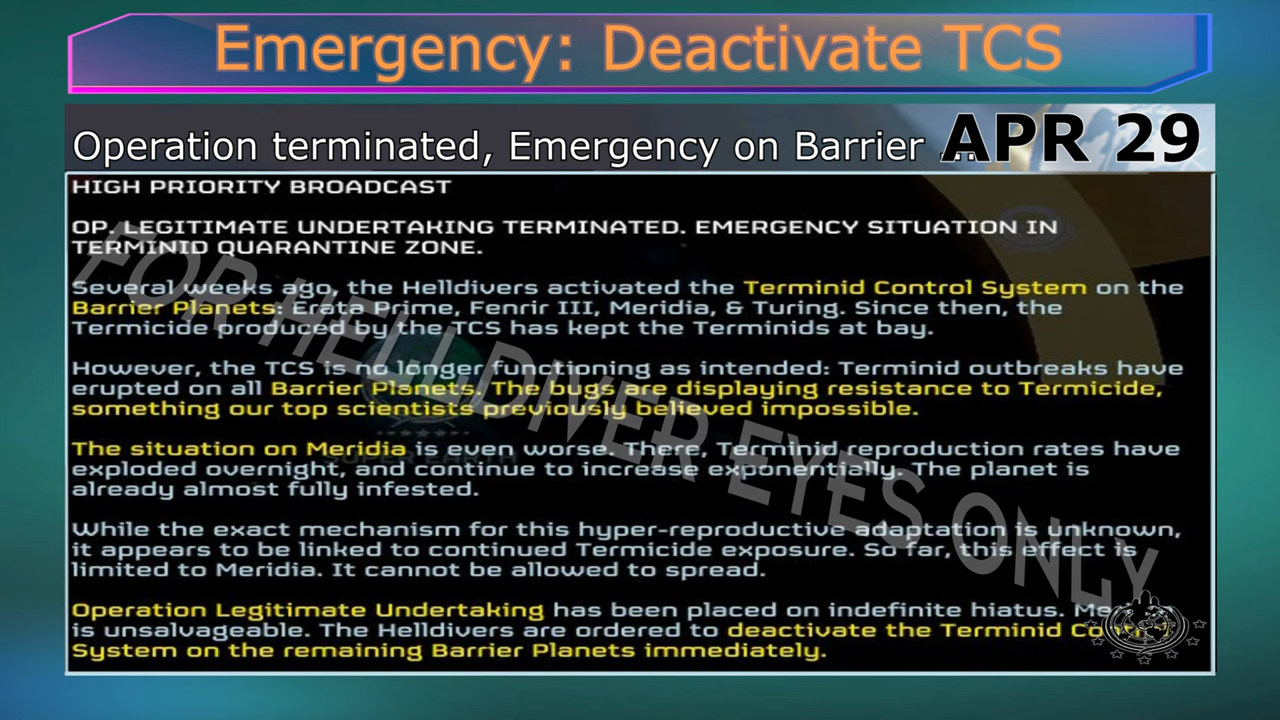 Emergency: Deactivate TCS
Operation terminated, Emergency on Barrier APR 29
HIGH PRIORITY BROADCAST
OP. LEGITIMATE UNDERTAKING TERMINATED. EMERGENCY SITUATION IN
TERMINID QUARANTINE ZONE.
Several weeks ago, the Helldivers activated the Terminid Control System on the
Barrier Planets: Erata Prime, Fenrir III, Meridia, & Turing. Since then, the
Termicide produced by the TCS has kept the Terminids at bay.
However, the TCS is no longer functioning as intended: Terminid outbreaks have
erupted on all Barrier Planets. The bugs are displaying resistance to Termicide,
something our top scientists previously believed impossible.
The situation on Meridia is even worse. There, Terminid reproduction rates have
exploded overnight, and continue to increase exponentially. The planet is
already almost fully infested.
While the exact mechanism for this hyper-reproductive adaptation is unknown,
it appears to be linked to continued Termicide exposure. So far, this effect is
limited to Meridia. It cannot be allowed to spread.
Operation Legitimate Undertaking has been placed on indefinite hiatus.
is unsalvageable. The Helldivers are ordered to deactivate the Terminid
System on the remaining Barrier Planets immediately.
FOR HELLDIVER EYES ONLY